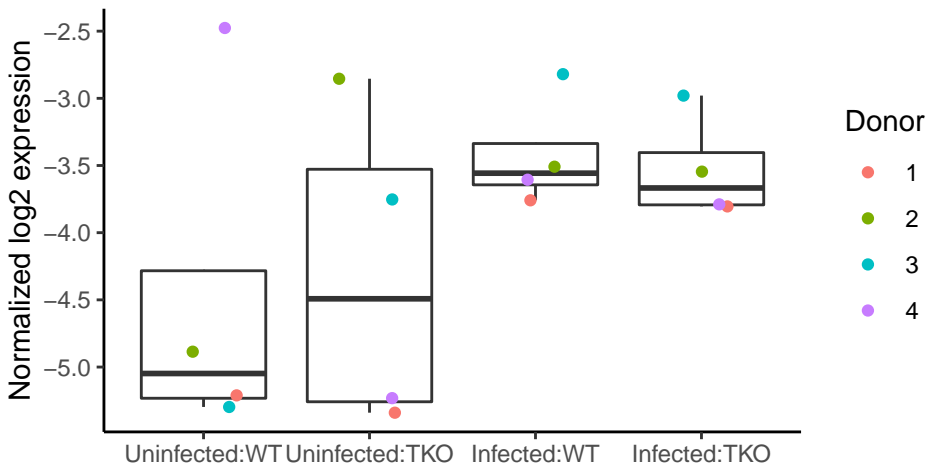 Normalized log2 expression
−2.5
−3.0
−3.5
−4.0
−4.5
−5.0
Uninfected:WT
Uninfected:TKO
Infected:WT
Infected:TKO
Donor
1
2
3
4